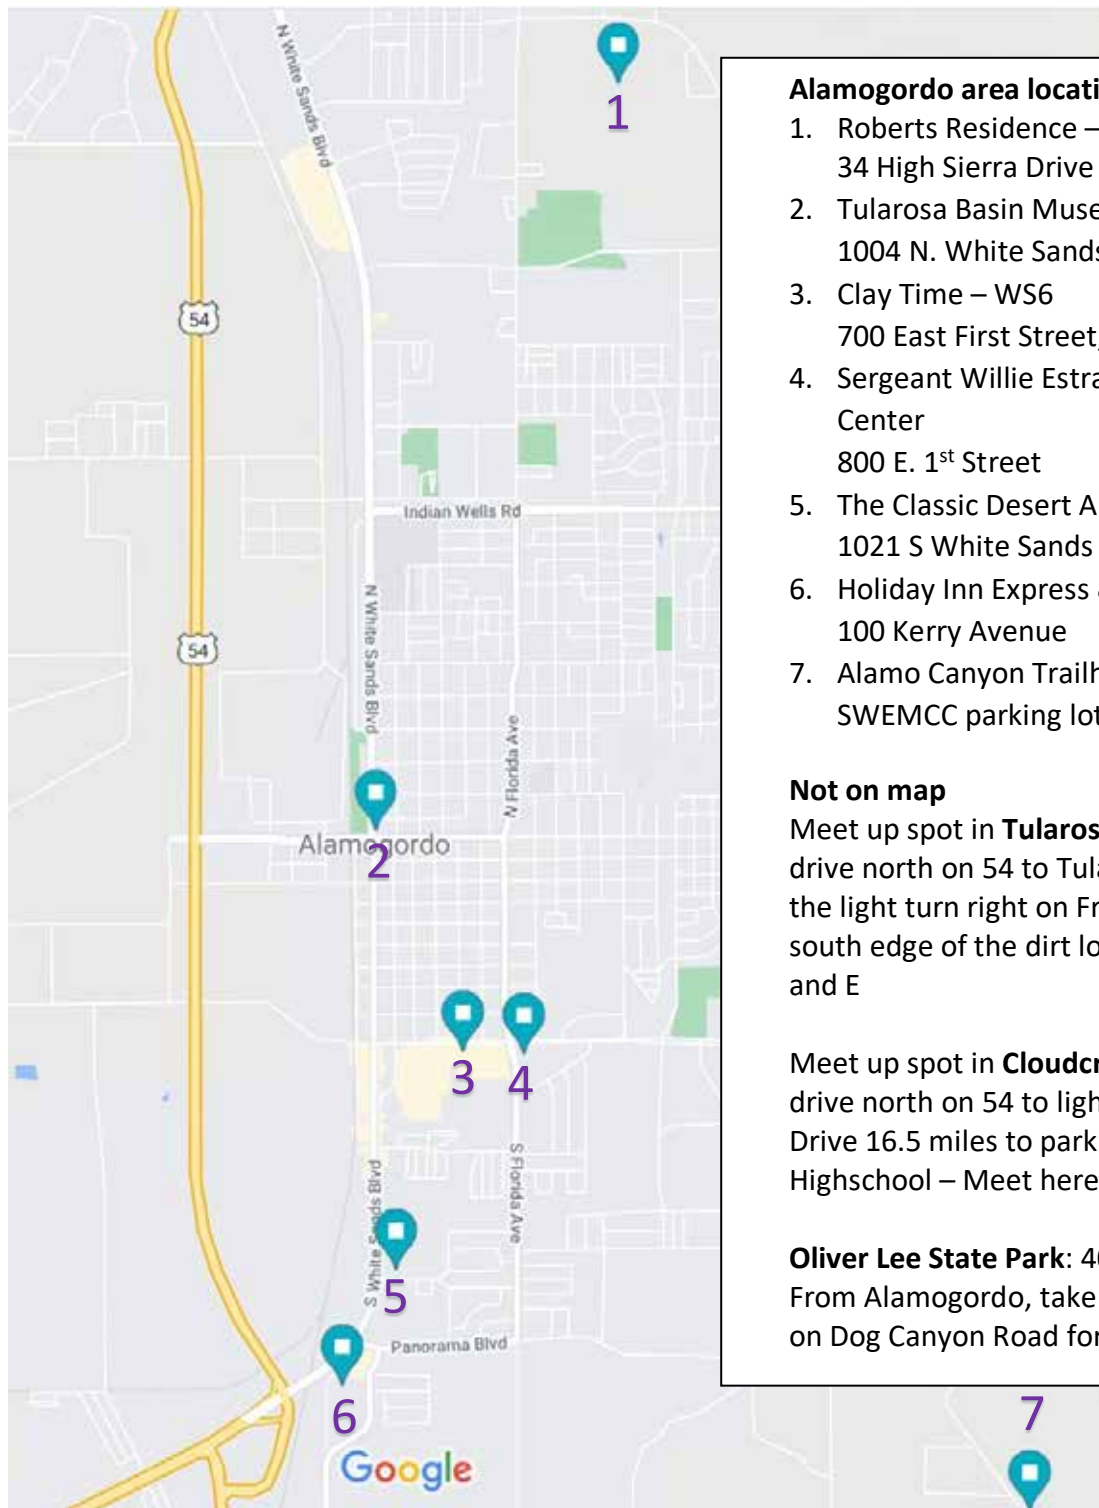 N White Sands Blvd
1
54
Indian Wells Rd
54
N White Sands Blvd
N Florida Ave
Alamogordo
2
3
4
S White Sands Blvd
S Florida Ave
5
Panorama Blvd
6
7
Google
Alamogordo area locati
1. Roberts Residence –
34 High Sierra Drive
2. Tularosa Basin Muse
1004 N. White Sands
3. Clay Time – WS6
700 East First Street,
4. Sergeant Willie Estra
Center
800 E. 1st Street
5. The Classic Desert A
1021 S White Sands
6. Holiday Inn Express
100 Kerry Avenue
7. Alamo Canyon Trailh
SWEMCC parking lot
Not on map
Meet up spot in Tularos
drive north on 54 to Tula
the light turn right on Fr
south edge of the dirt lo
and E
Meet up spot in Cloudcr
drive north on 54 to ligh
Drive 16.5 miles to park
Highschool – Meet here
Oliver Lee State Park: 40
From Alamogordo, take
on Dog Canyon Road for